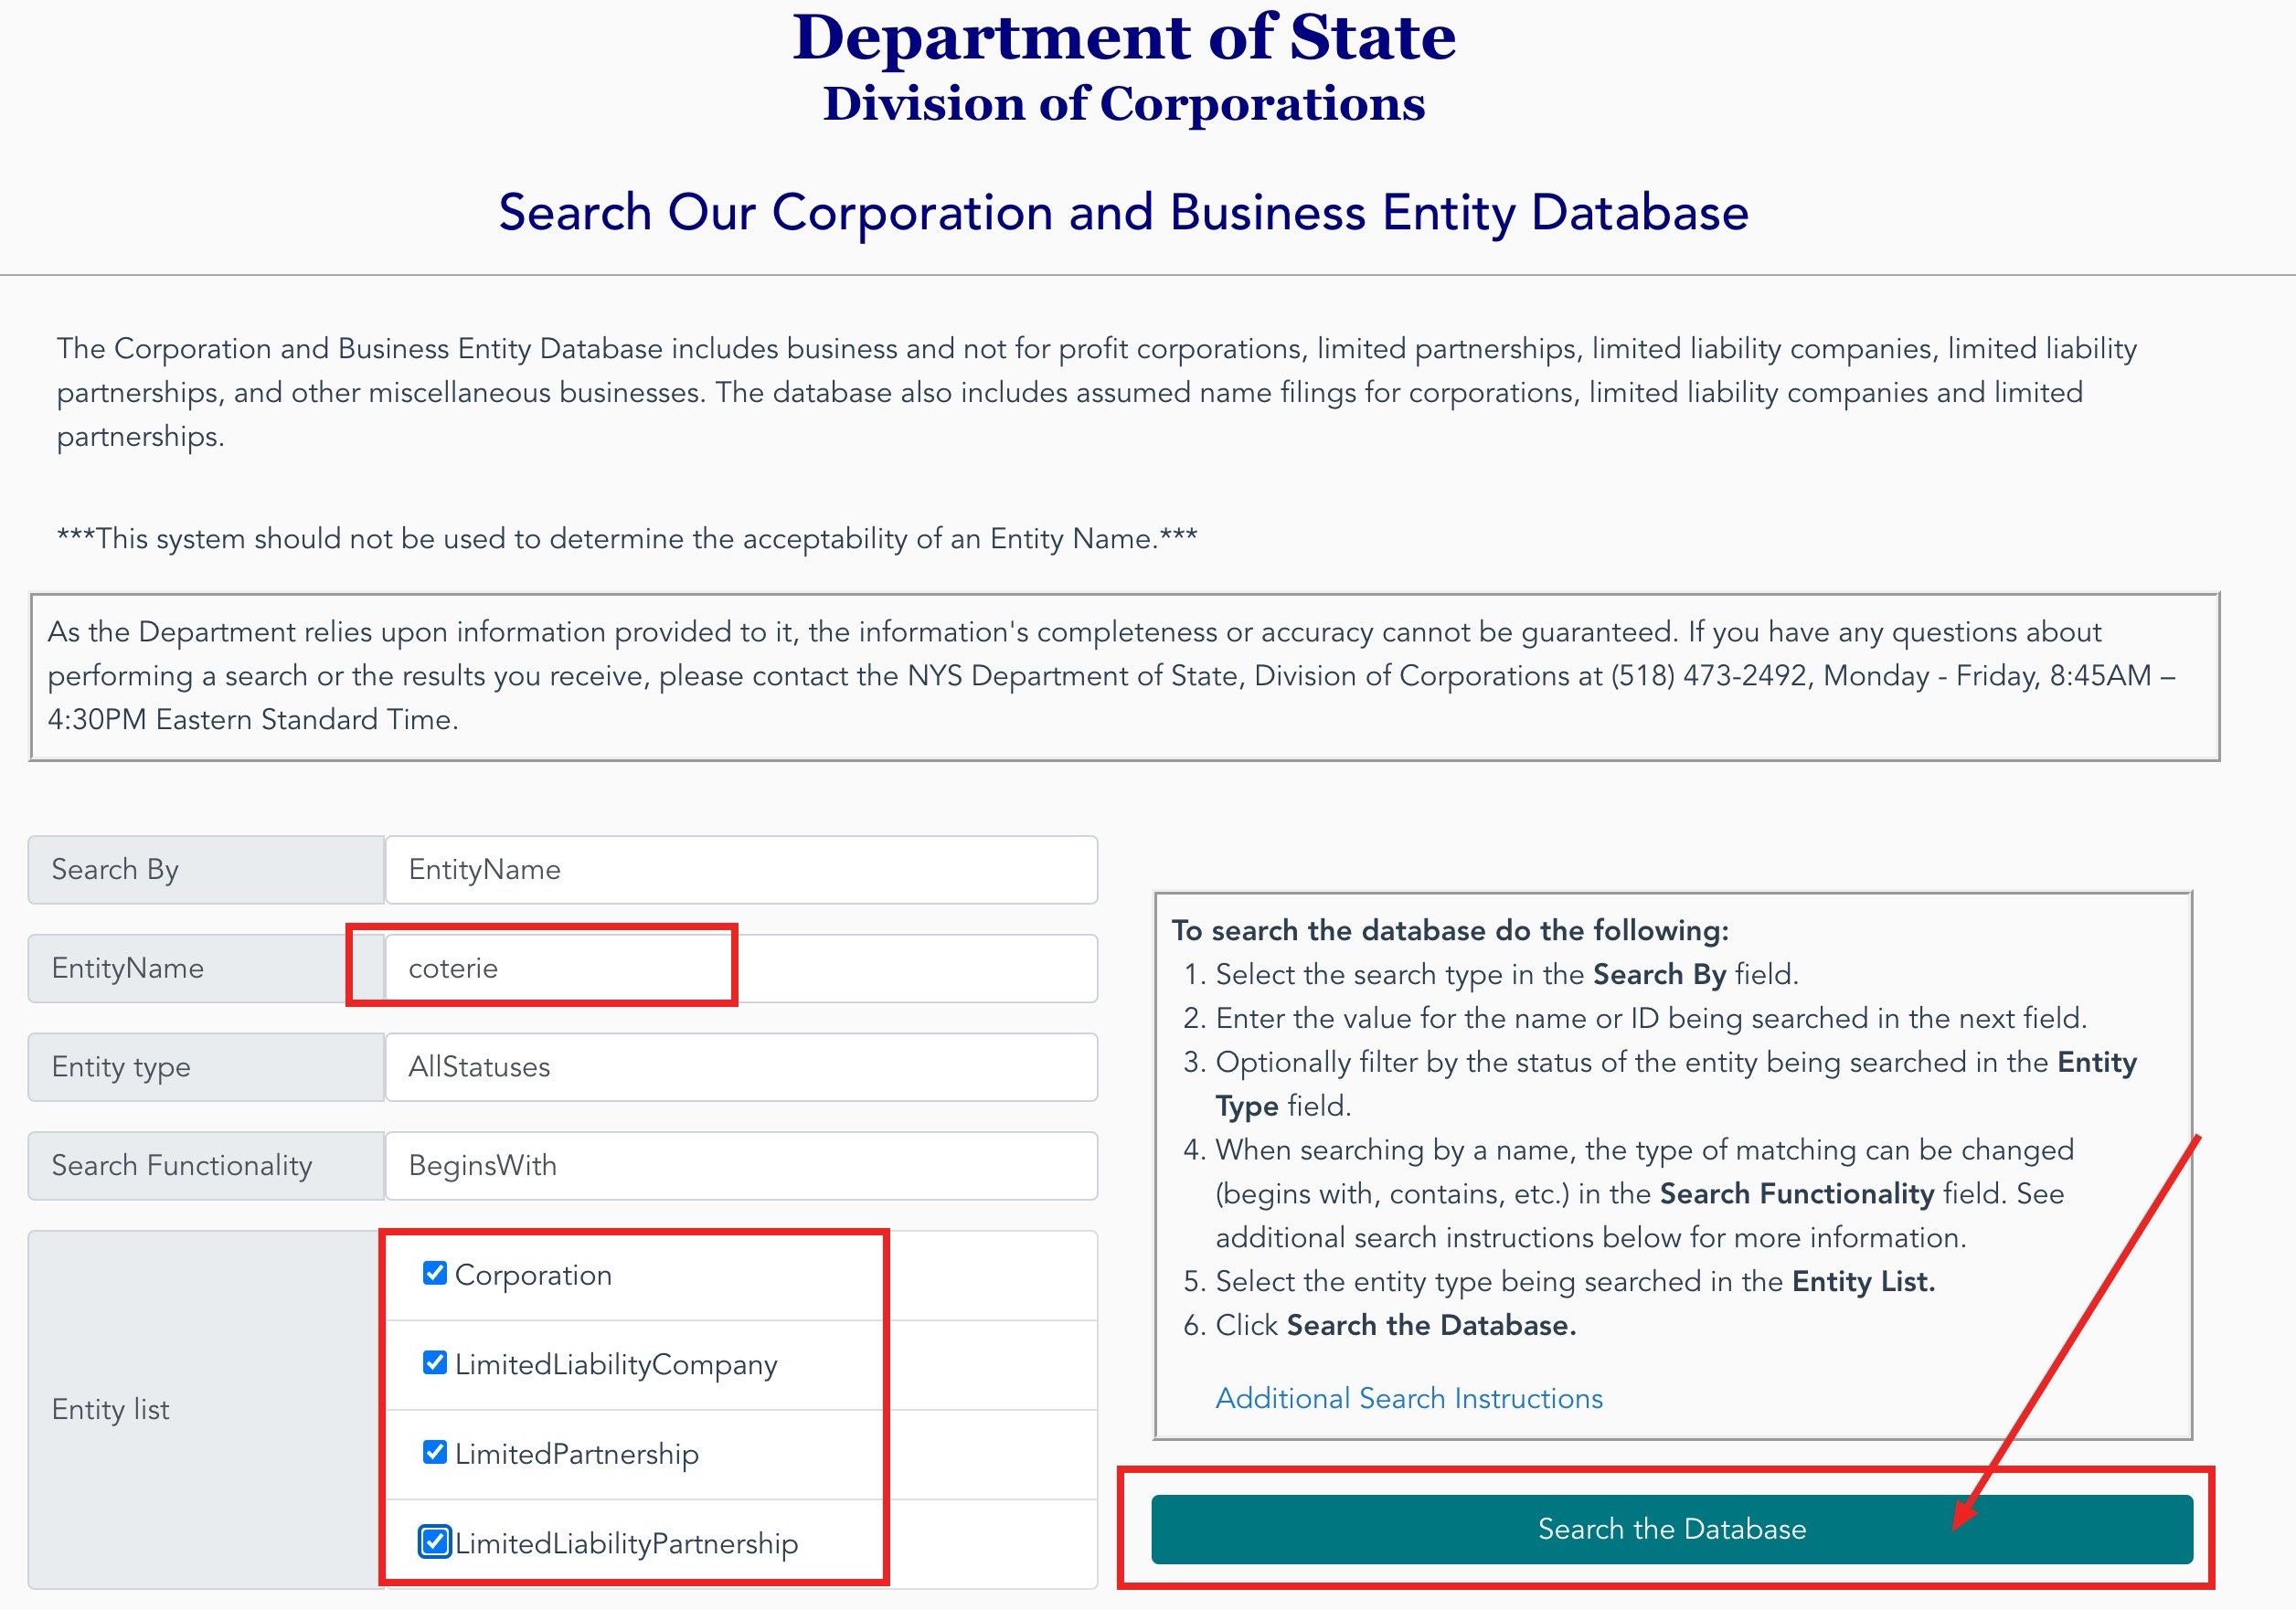 Department of State
Division of Corporations
Search Our Corporation and Business Entity Database
The Corporation and Business Entity Database includes business and not for profit corporations, limited partnerships, limited liability companies, limited liability
partnerships, and other miscellaneous businesses. The database also includes assumed name filings for corporations, limited liability companies and limited
partnerships.
***This system should not be used to determine the acceptability of an Entity Name.***
As the Department relies upon information provided to it, the information's completeness or accuracy cannot be guaranteed. If you have any questions about
performing a search or the results you receive, please contact the NYS Department of State, Division of Corporations at (518) 473-2492, Monday - Friday, 8:45AM –
4:30PM Eastern Standard Time.
Search By EntityName
EntityName coterie
Entity type AllStatuses
Search Functionality BeginsWith
Entity list
Corporation
LimitedLiabilityCompany
LimitedPartnership
LimitedLiabilityPartnership
To search the database do the following:
1. Select the search type in the Search By field.
2. Enter the value for the name or ID being searched in the next field.
3. Optionally filter by the status of the entity being searched in the Entity
Type field.
4. When searching by a name, the type of matching can be changed
(begins with, contains, etc.) in the Search Functionality field. See
additional search instructions below for more information.
5. Select the entity type being searched in the Entity List.
6. Click Search the Database.
Additional Search Instructions
Search the Database